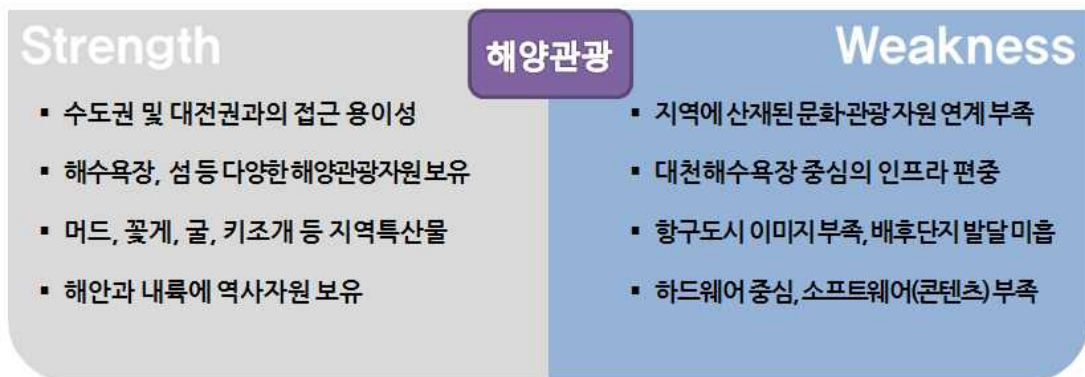 해양관광
Strength
▪ 수도권 및 대전권과의 접근 용이성
▪ 해수욕장, 섬 등 다양한 해양관광자원 보유
▪ 머드, 꽃게, 굴, 키조개 등 지역특산물
▪ 해안과 내륙에 역사자원 보유
Weakness
▪ 지역에 산재된 문화·관광 자원 연계 부족
▪ 대천해수욕장 중심의 인프라 편중
▪ 항구도시 이미지 부족, 배후단지 발달 미흡
▪ 하드웨어 중심, 소프트웨어(콘텐츠) 부족